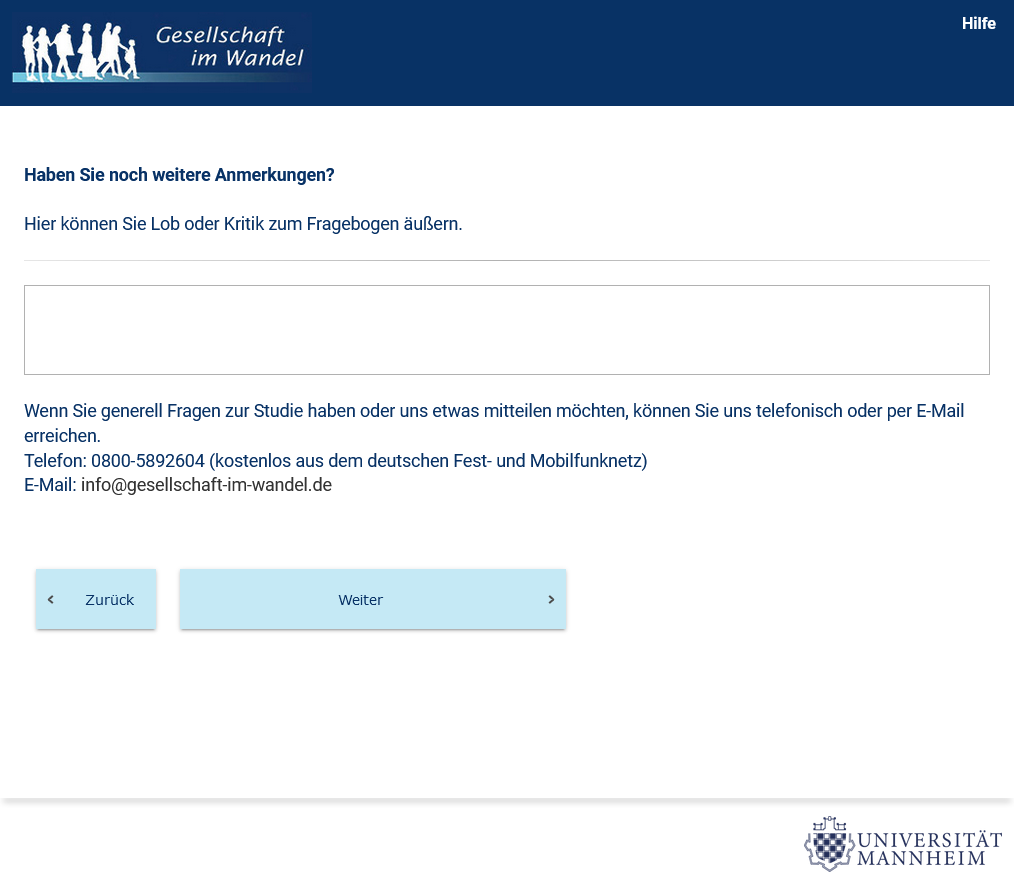 Gesellschaft
im Wandel
Hilfe
Haben Sie noch weitere Anmerkungen?
Hier können Sie Lob oder Kritik zum Fragebogen äußern.
Wenn Sie generell Fragen zur Studie haben oder uns etwas mitteilen möchten, können Sie uns telefonisch oder per E-Mail
erreichen.
Telefon: 0800-5892604 (kostenlos aus dem deutschen Fest- und Mobilfunknetz)
E-Mail: info@gesellschaft-im-wandel.de
Zurück
Weiter
UNIVERSITÄT
MANNHEIM